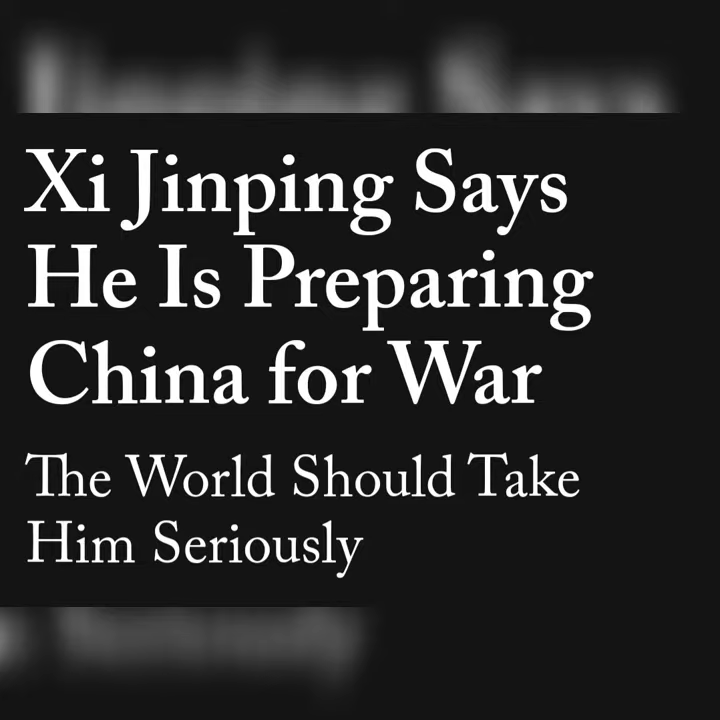 Xi Jinping Says
He Is Preparing
China for War
The World Should Take
Him Seriously